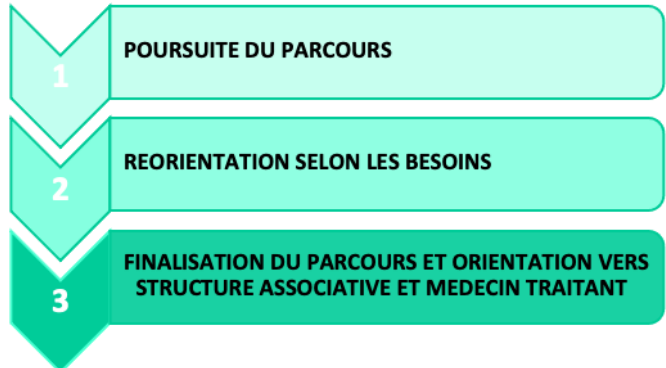 1
POURSUITE DU PARCOURS
2
REORIENTATION SELON LES BESOINS
3
FINALISATION DU PARCOURS ET ORIENTATION VERS
STRUCTURE ASSOCIATIVE ET MEDECIN TRAITANT